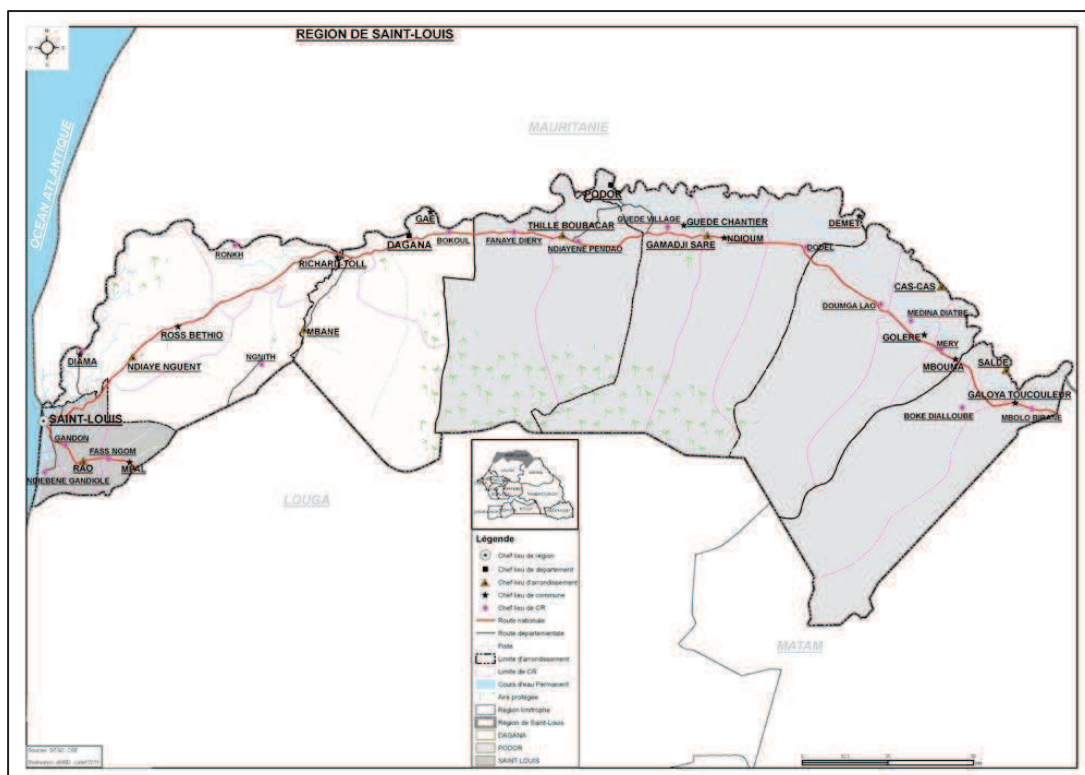 REGION DE SAINT-LOUIS
N
OCEAN ATLANTIQUE
MAURITANIE
PODOR
GAE
THILLE BOUBACAR
GUEDE VILLAGE
GUEDE CHANTIER
DEMET
RONKH
DAGANA
BOKOUL
FANAYE DIERY
NDIAYENE PENDAO
GAMADJI SARE
NDIOUM
DODEL
RICHARD-TOLL
CAS-CAS
DOUMGA LAO
MEDINA DIATBE
ROSS BETHIO
MBANE
GOLERE
MERY
DIAMA
NDIAYE NGUENT
NGNITH
MBOUMA
SALDE
GALOYA TOUCOULEUR
SAINT-LOUIS
BOKE DIALLOUBE
MBOLO BIRANE
GANDON
FASS NGOM
RAO
MPAL
NDIEBENE GANDIOLE
LOUGA
MATAM
Légende
Chef lieu de région
Chef lieu de département
Chef lieu d'arrondissement
Chef lieu de commune
Chef lieu de CR
Route nationale
Route départementale
Piste
Limite d'arrondissement
Limite de CR
Cours d'eau Permanent
Aire protégée
Région limitrophe
Région de Saint-Louis
DAGANA
PODOR
SAINT LOUIS